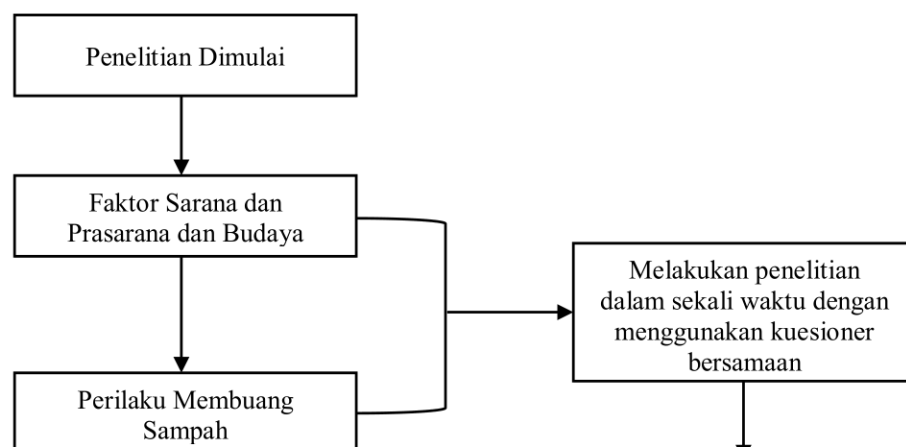 Penelitian Dimulai
Faktor Sarana dan
Prasarana dan Budaya
Melakukan penelitian
dalam sekali waktu dengan
menggunakan kuesioner
bersamaan
Perilaku Membuang
Sampah